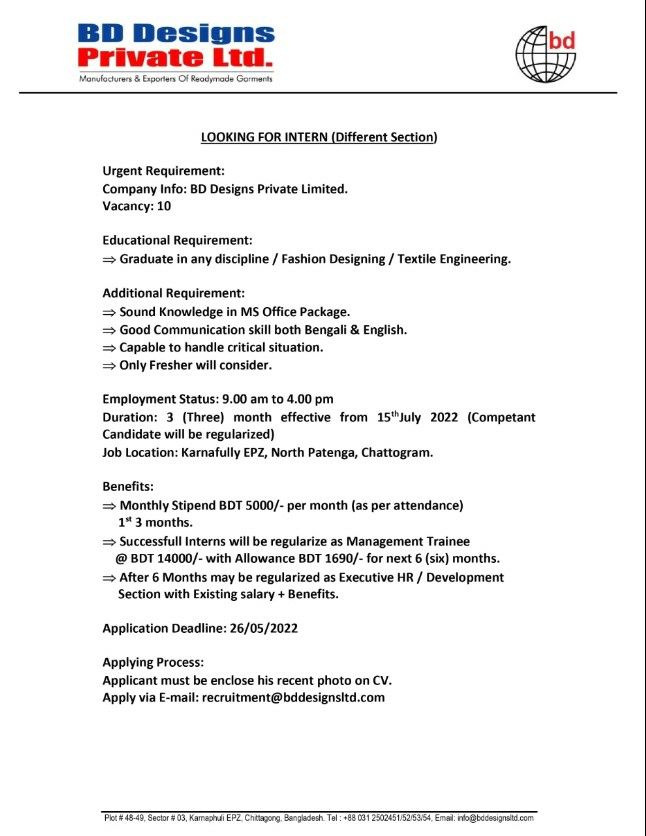 BD Designs
Private Ltd.
Manufacturers & Exporters Of Readymade Garments
bd
LOOKING FOR INTERN (Different Section)
Urgent Requirement:
Company Info: BD Designs Private Limited.
Vacancy: 10
Educational Requirement:
⇒ Graduate in any discipline / Fashion Designing / Textile Engineering.
Additional Requirement:
⇒ Sound Knowledge in MS Office Package.
⇒ Good Communication skill both Bengali & English.
⇒ Capable to handle critical situation.
⇒ Only Fresher will consider.
Employment Status: 9.00 am to 4.00 pm
Duration: 3 (Three) month effective from 15th July 2022 (Competant
Candidate will be regularized)
Job Location: Karnafully EPZ, North Patenga, Chattogram.
Benefits:
⇒ Monthly Stipend BDT 5000/- per month (as per attendance)
1st 3 months.
⇒ Successfull Interns will be regularize as Management Trainee
@ BDT 14000/- with Allowance BDT 1690/- for next 6 (six) months.
⇒ After 6 Months may be regularized as Executive HR / Development
Section with Existing salary + Benefits.
Application Deadline: 26/05/2022
Applying Process:
Applicant must be enclose his recent photo on CV.
Apply via E-mail: recruitment@bddesignsltd.com
Plot # 48-49, Sector # 03, Karnaphuli EPZ, Chittagong, Bangladesh. Tel : +88 031 2502451/52/53/54, Email: info@bddesignsltd.com